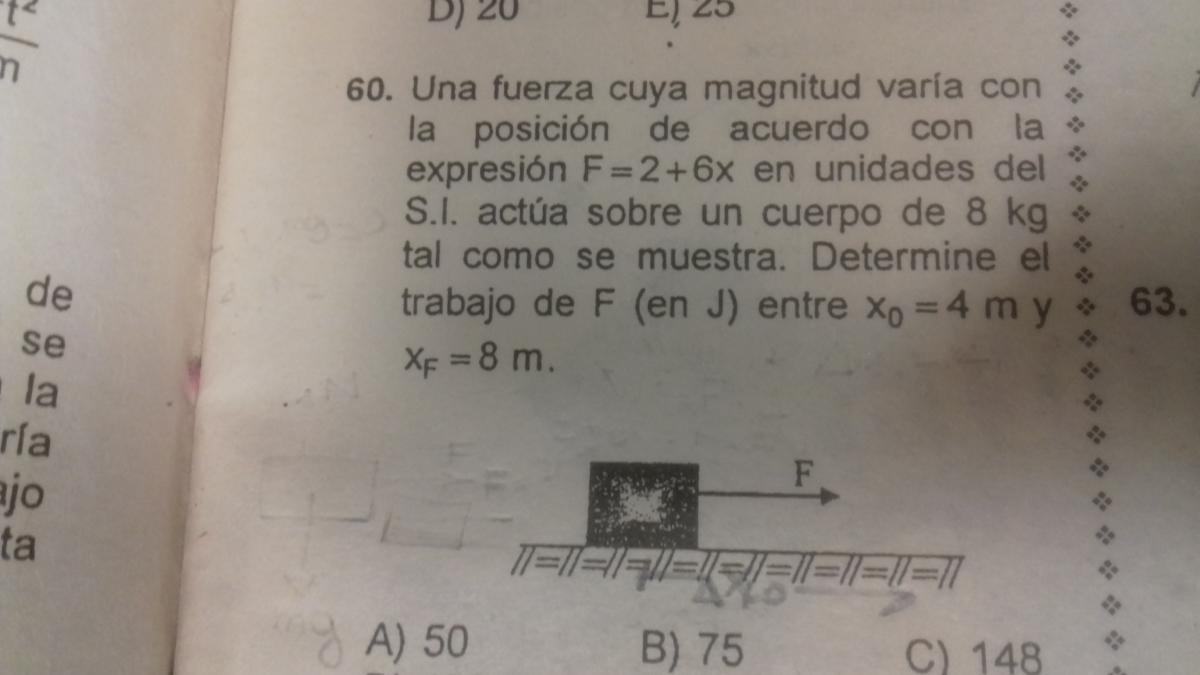 D) 20 E) 25
60. Una fuerza cuya magnitud varía con
la posición de acuerdo con la
expresión F=2+6x en unidades del
S.I. actúa sobre un cuerpo de 8 kg
tal como se muestra. Determine el
trabajo de F (en J) entre x₀ = 4 m y
x_F = 8 m.
F
A) 50 B) 75 C) 148
de
se
la
ría
ajo
ta
63.